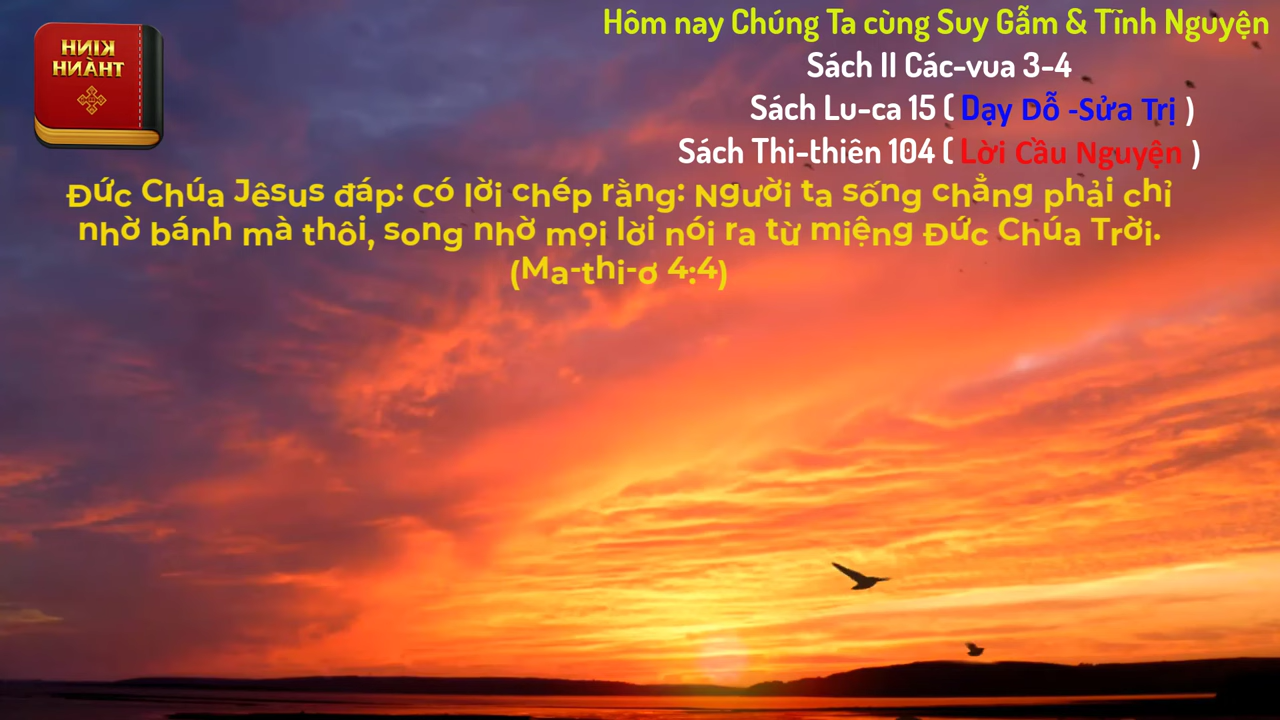 KINH
THÀNH
Hôm nay Chúng Ta cùng Suy Gẫm & Tĩnh Nguyện
Sách II Các-vua 3-4
Sách Lu-ca 15 ( Dạy Dỗ -Sửa Trị )
Sách Thi-thiên 104 ( Lời Cầu Nguyện )
Đức Chúa Jêsus đáp: Có lời chép rằng: Người ta sống chẳng phải chỉ
nhờ bánh mà thôi, song nhờ mọi lời nói ra từ miệng Đức Chúa Trời.
(Ma-thi-ơ 4:4)